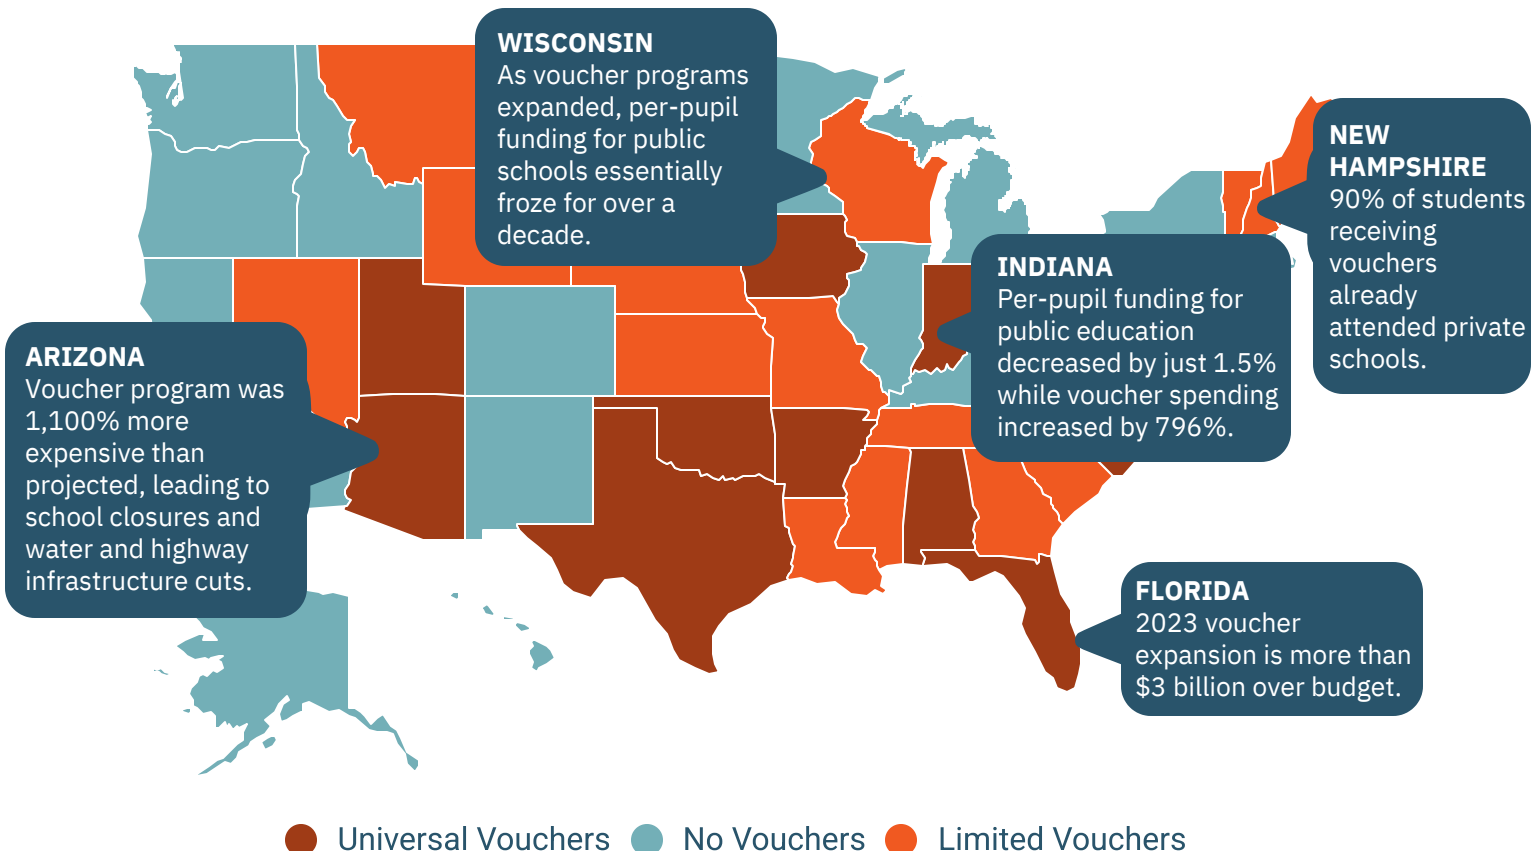 WISCONSIN
As voucher programs
expanded, per-pupil
funding for public
schools essentially
froze for over a
decade.
NEW
HAMPSHIRE
90% of students
receiving
vouchers
already
attended private
schools.
INDIANA
Per-pupil funding for
public education
decreased by just 1.5%
while voucher spending
increased by 796%.
ARIZONA
Voucher program was
1,100% more
expensive than
projected, leading to
school closures and
water and highway
infrastructure cuts.
FLORIDA
2023 voucher
expansion is more than
$3 billion over budget.
Universal Vouchers
No Vouchers
Limited Vouchers